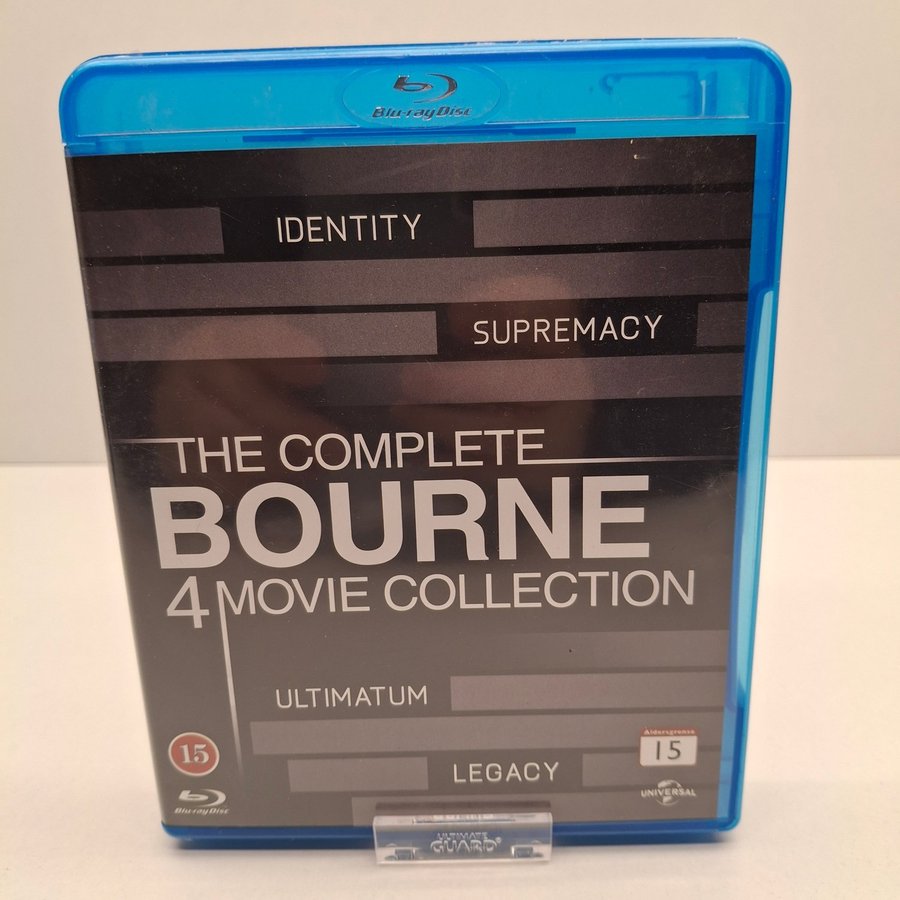 Blu-ray Disc
IDENTITY
SUPREMACY
THE COMPLETE
BOURNE
4 MOVIE COLLECTION
ULTIMATUM
15
Aldersgrense
15
LEGACY
Blu-ray Disc
UNIVERSAL
ULTIMATE
GUARD®